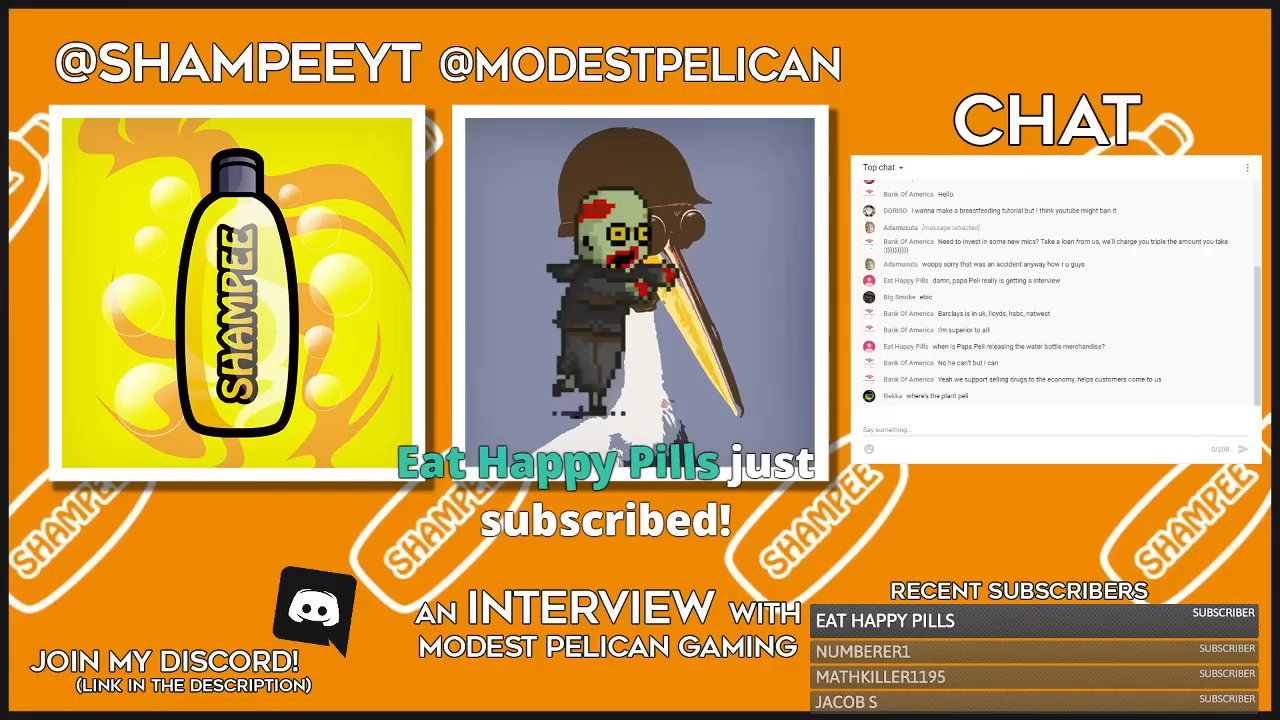 @SHAMPEEYT @MODESTPELICAN
CHAT
SHAMPEE
Top chat
Bank Of America Hello
DORISO I wanna make a breastfeeding tutorial but I think youtube might ban it
Adamusuta [message retracted]
Bank Of America Need to invest in some new mics? Take a loan from us, we'll charge you triple the amount you take
:))))))))))
Adamusuta woops sorry that was an accident anyway how r u guys
Eat Happy Pills damn, papa Peli really is getting a interview
Big Smoke ebic
Bank Of America Barclays is in uk, lloyds, hsbc, natwest
Bank Of America I'm superior to all
Eat Happy Pills when is Papa Peli releasing the water bottle merchandise?
Bank Of America No he can't but I can
Bank Of America Yeah we support selling drugs to the economy, helps customers come to us
Gekka where's the plant peli
Say something...
0/200
Eat Happy Pills just
subscribed!
SHAMPEE
SHAMPEE
SHAMPEE
SHAMPEE
AN INTERVIEW WITH
MODEST PELICAN GAMING
JOIN MY DISCORD!
(LINK IN THE DESCRIPTION)
RECENT SUBSCRIBERS
EAT HAPPY PILLS SUBSCRIBER
NUMBERER1 SUBSCRIBER
MATHKILLER1195 SUBSCRIBER
JACOB S SUBSCRIBER